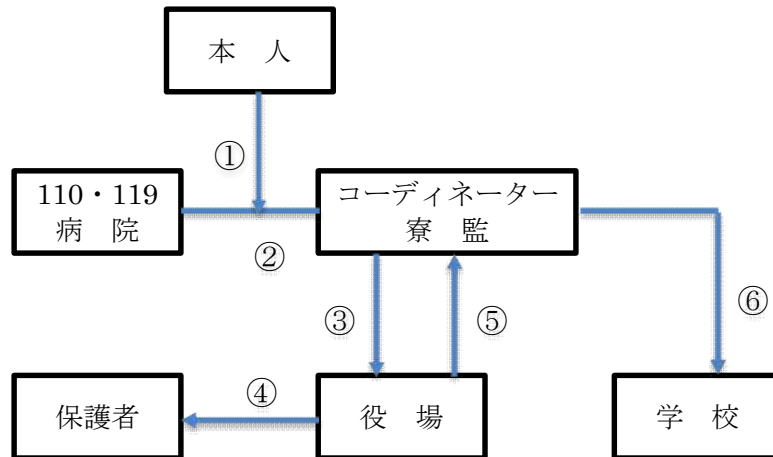 本　人
①
110・119
病　院
コーディネーター
寮　監
②
③
⑤
⑥
保護者
④
役　場
学　校